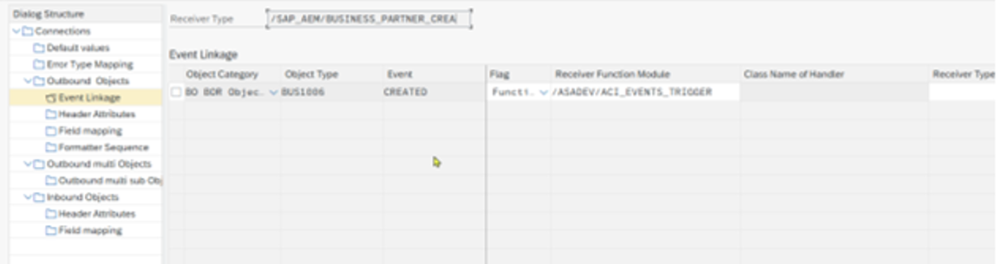 Dialog Structure
Connections
Default values
Error Type Mapping
Outbound Objects
Event Linkage
Header Attributes
Field mapping
Formatter Sequence
Outbound multi Objects
Outbound multi sub Obj
Inbound Objects
Header Attributes
Field mapping
Receiver Type /SAP_AEM/BUSINESS_PARTNER_CREA
Event Linkage
Object Category Object Type Event Flag Receiver Function Module Class Name of Handler Receiver Type
BO BOR Objec.. BUS1006 CREATED Functi.. /ASADEV/ACI_EVENTS_TRIGGER